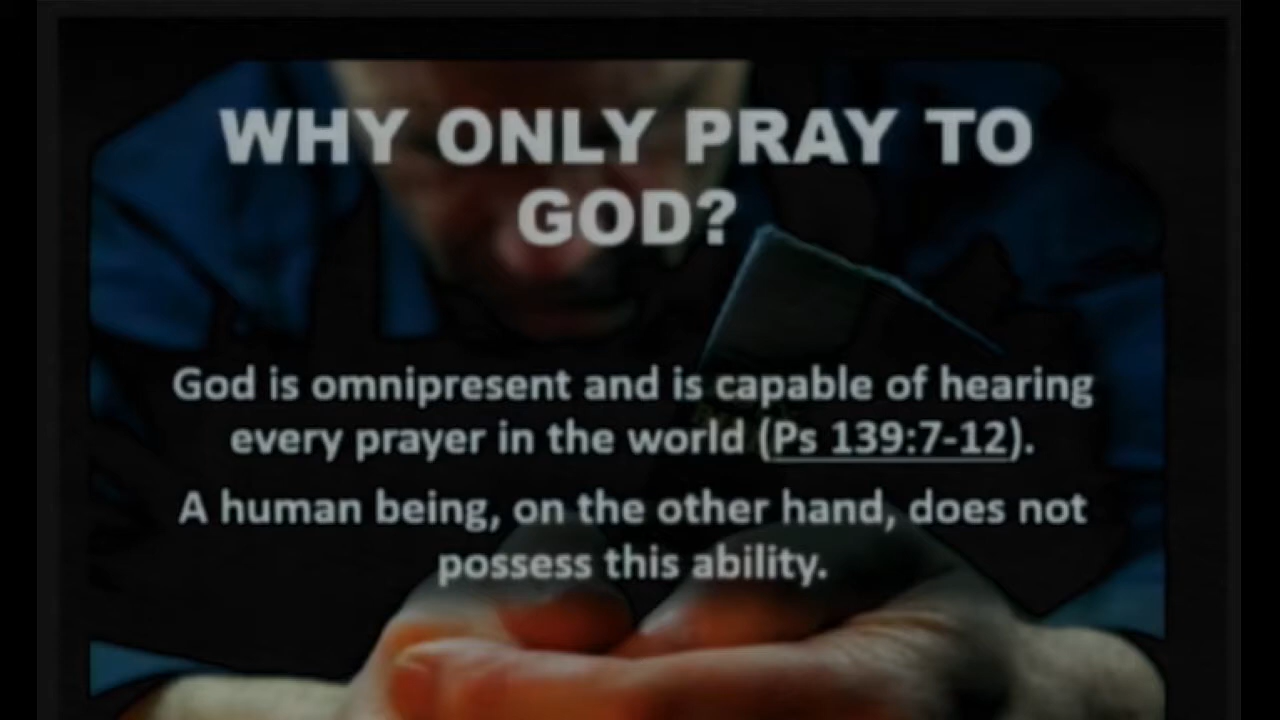 WHY ONLY PRAY TO
GOD?
God is omnipresent and is capable of hearing
every prayer in the world (Ps 139:7-12).
A human being, on the other hand, does not
possess this ability.